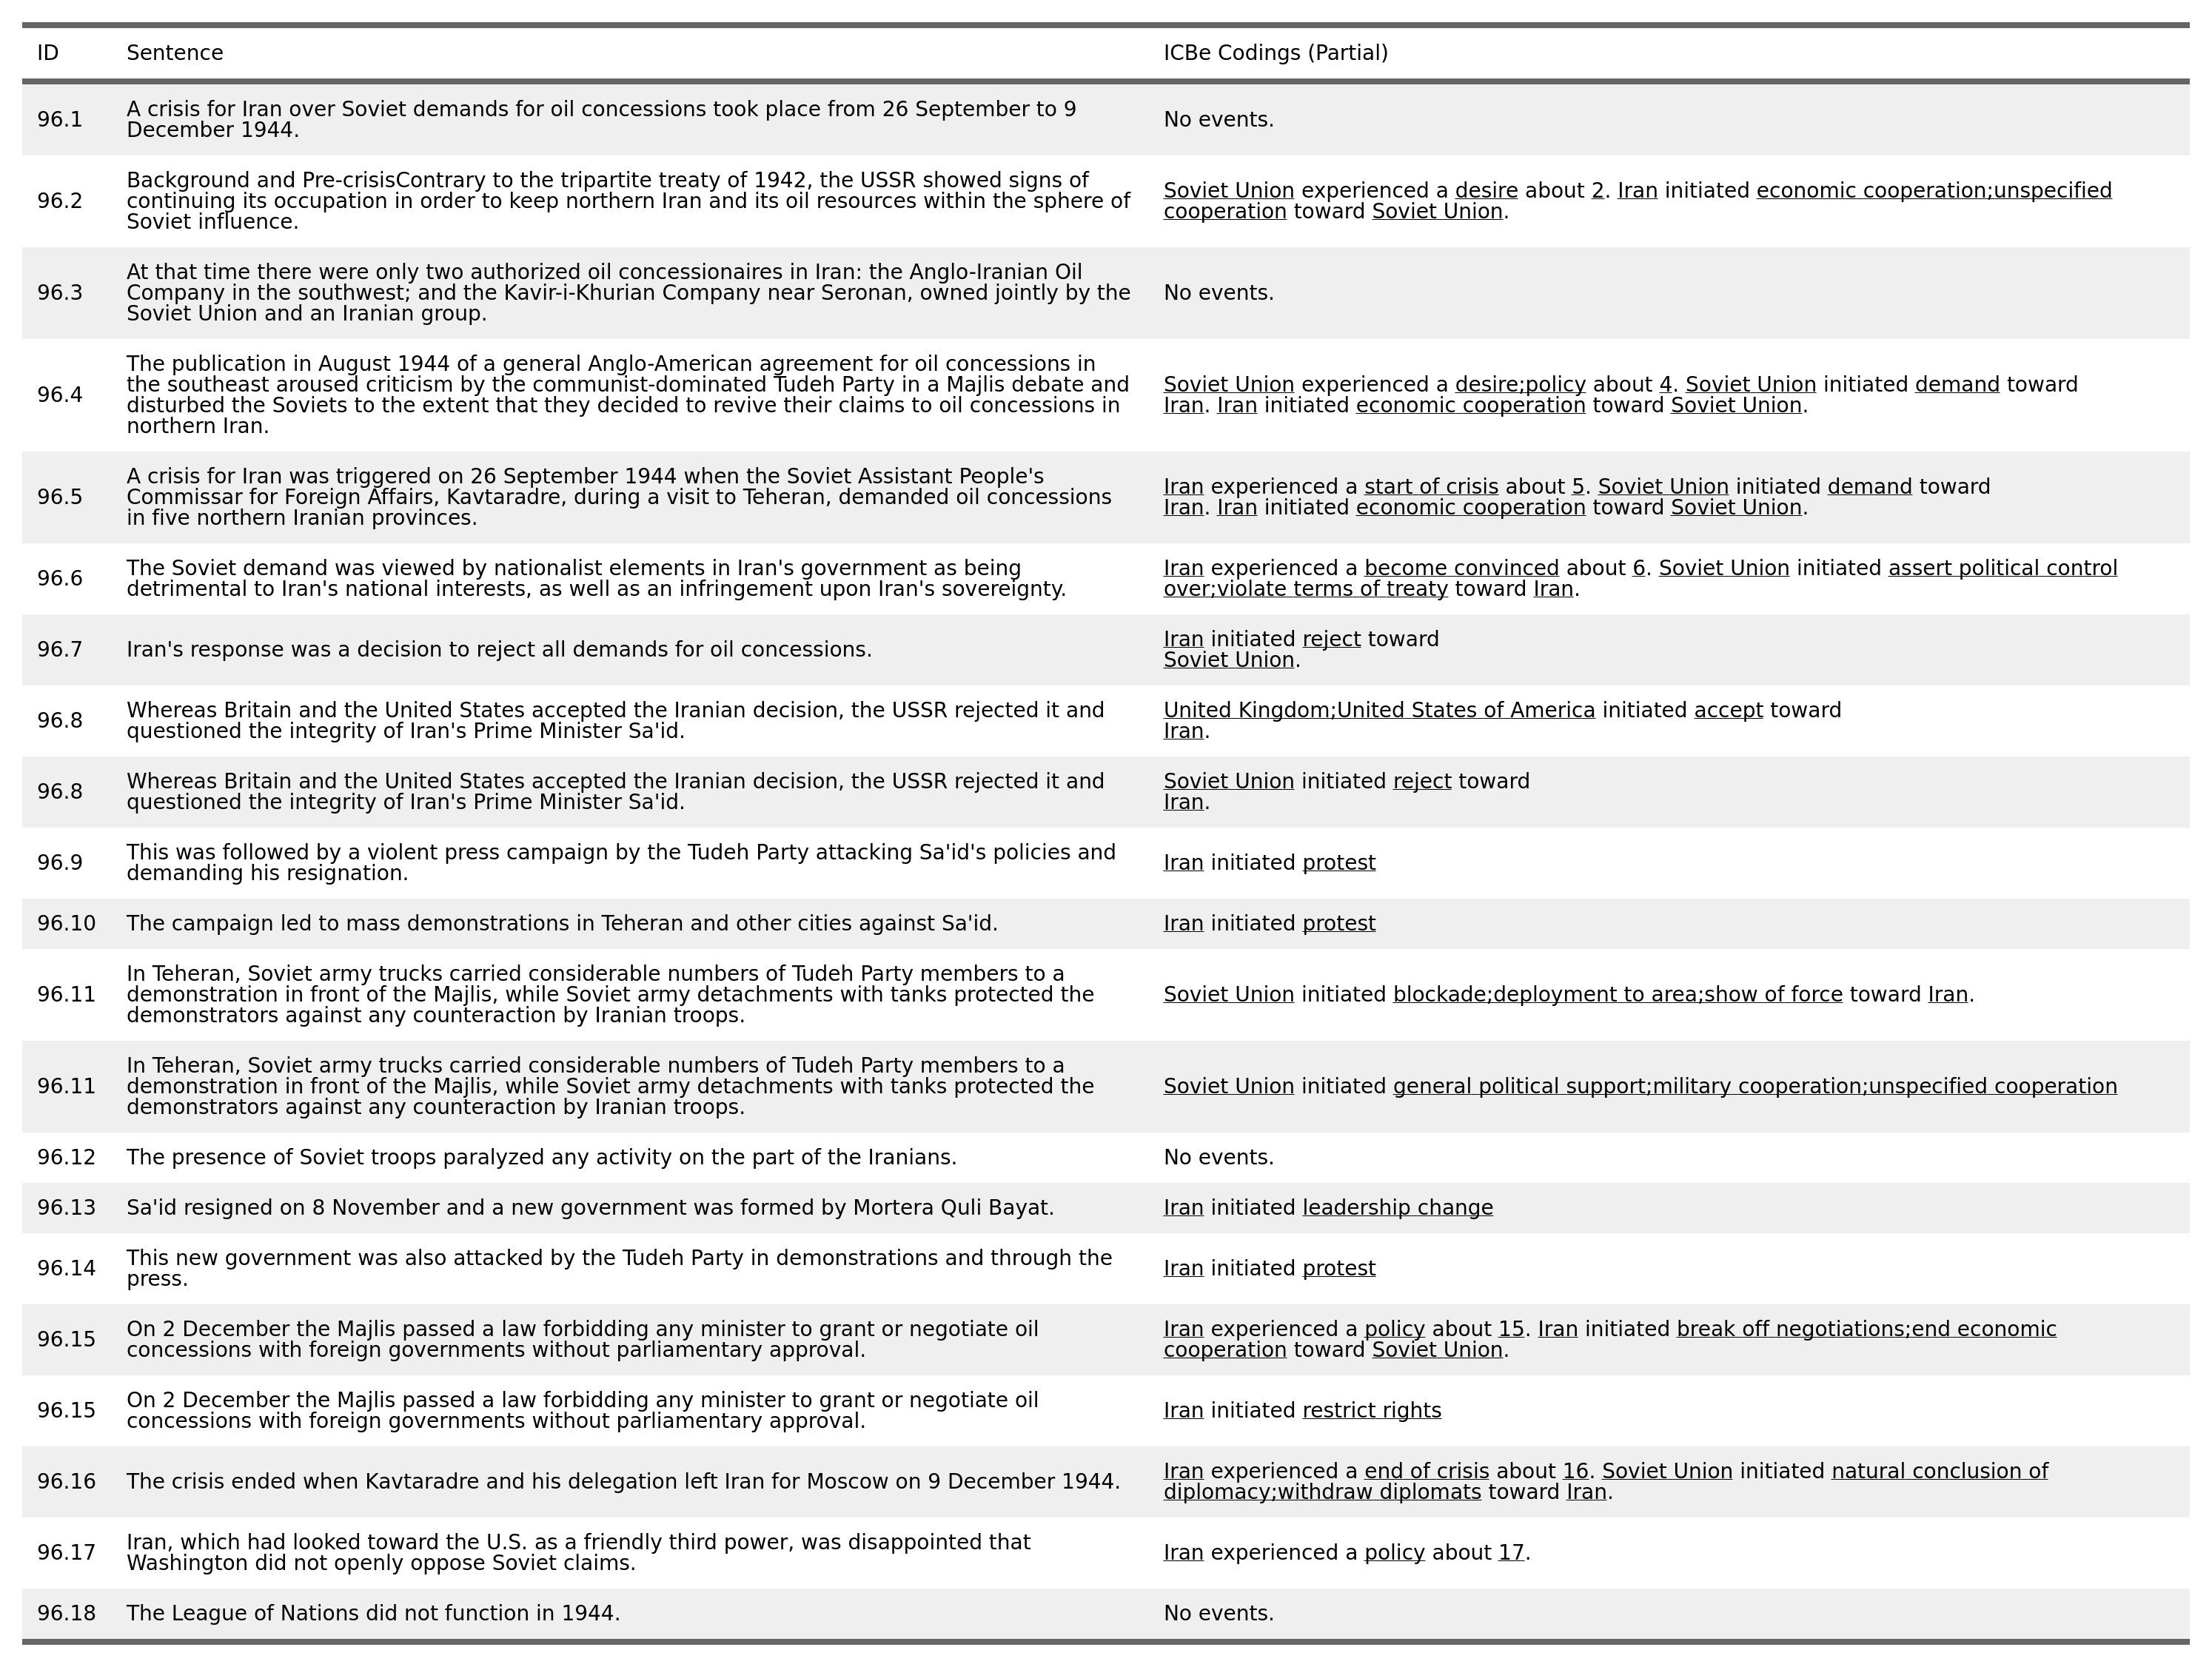 ID Sentence ICBe Codings (Partial)
96.1 A crisis for Iran over Soviet demands for oil concessions took place from 26 September to 9
December 1944.
No events.
96.2 Background and Pre-crisisContrary to the tripartite treaty of 1942, the USSR showed signs of
continuing its occupation in order to keep northern Iran and its oil resources within the sphere of
Soviet influence.
Soviet Union experienced a desire about 2. Iran initiated economic cooperation;unspecified
cooperation toward Soviet Union.
96.3 At that time there were only two authorized oil concessionaires in Iran: the Anglo-Iranian Oil
Company in the southwest; and the Kavir-i-Khurian Company near Seronan, owned jointly by the
Soviet Union and an Iranian group.
No events.
96.4 The publication in August 1944 of a general Anglo-American agreement for oil concessions in
the southeast aroused criticism by the communist-dominated Tudeh Party in a Majlis debate and
disturbed the Soviets to the extent that they decided to revive their claims to oil concessions in
northern Iran.
Soviet Union experienced a desire;policy about 4. Soviet Union initiated demand toward
Iran. Iran initiated economic cooperation toward Soviet Union.
96.5 A crisis for Iran was triggered on 26 September 1944 when the Soviet Assistant People's
Commissar for Foreign Affairs, Kavtaradre, during a visit to Teheran, demanded oil concessions
in five northern Iranian provinces.
Iran experienced a start of crisis about 5. Soviet Union initiated demand toward
Iran. Iran initiated economic cooperation toward Soviet Union.
96.6 The Soviet demand was viewed by nationalist elements in Iran's government as being
detrimental to Iran's national interests, as well as an infringement upon Iran's sovereignty.
Iran experienced a become convinced about 6. Soviet Union initiated assert political control
over;violate terms of treaty toward Iran.
96.7 Iran's response was a decision to reject all demands for oil concessions.
Iran initiated reject toward
Soviet Union.
96.8 Whereas Britain and the United States accepted the Iranian decision, the USSR rejected it and
questioned the integrity of Iran's Prime Minister Sa'id.
United Kingdom;United States of America initiated accept toward
Iran.
96.8 Whereas Britain and the United States accepted the Iranian decision, the USSR rejected it and
questioned the integrity of Iran's Prime Minister Sa'id.
Soviet Union initiated reject toward
Iran.
96.9 This was followed by a violent press campaign by the Tudeh Party attacking Sa'id's policies and
demanding his resignation.
Iran initiated protest
96.10 The campaign led to mass demonstrations in Teheran and other cities against Sa'id.
Iran initiated protest
96.11 In Teheran, Soviet army trucks carried considerable numbers of Tudeh Party members to a
demonstration in front of the Majlis, while Soviet army detachments with tanks protected the
demonstrators against any counteraction by Iranian troops.
Soviet Union initiated blockade;deployment to area;show of force toward Iran.
96.11 In Teheran, Soviet army trucks carried considerable numbers of Tudeh Party members to a
demonstration in front of the Majlis, while Soviet army detachments with tanks protected the
demonstrators against any counteraction by Iranian troops.
Soviet Union initiated general political support;military cooperation;unspecified cooperation
96.12 The presence of Soviet troops paralyzed any activity on the part of the Iranians.
No events.
96.13 Sa'id resigned on 8 November and a new government was formed by Mortera Quli Bayat.
Iran initiated leadership change
96.14 This new government was also attacked by the Tudeh Party in demonstrations and through the
press.
Iran initiated protest
96.15 On 2 December the Majlis passed a law forbidding any minister to grant or negotiate oil
concessions with foreign governments without parliamentary approval.
Iran experienced a policy about 15. Iran initiated break off negotiations;end economic
cooperation toward Soviet Union.
96.15 On 2 December the Majlis passed a law forbidding any minister to grant or negotiate oil
concessions with foreign governments without parliamentary approval.
Iran initiated restrict rights
96.16 The crisis ended when Kavtaradre and his delegation left Iran for Moscow on 9 December 1944.
Iran experienced a end of crisis about 16. Soviet Union initiated natural conclusion of
diplomacy;withdraw diplomats toward Iran.
96.17 Iran, which had looked toward the U.S. as a friendly third power, was disappointed that
Washington did not openly oppose Soviet claims.
Iran experienced a policy about 17.
96.18 The League of Nations did not function in 1944.
No events.